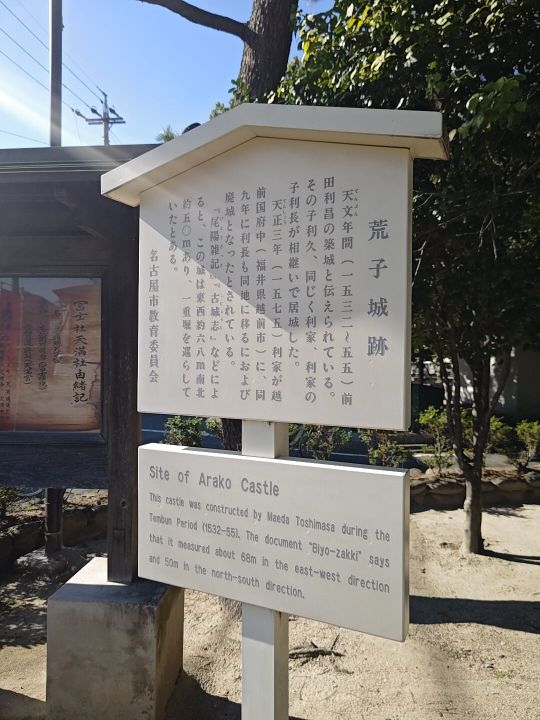 荒子城跡
天文年間(一五三二〜五五)前
田利昌の築城と伝えられている。
その子利久、同じく利家、利家の
子利長が相継いで居城した。
天正三年(一五七五)利家が越
前国府中(福井県越前市)に、同
九年に利長も同地に移るにおよび
廃城となったとされている。
『尾陽雑記』『古城志』などによ
ると、この城は東西約六八m南北
約五〇mあり、一重堀を巡らして
いたとある。
名古屋市教育委員会
Site of Arako Castle
This castle was constructed by Maeda Toshimasa during the
Tembun Period (1532-55). The document "Biyo-zakki" says
that it measured about 68m in the east-west direction
and 50m in the north-south direction.
冨士社天満社由緒記